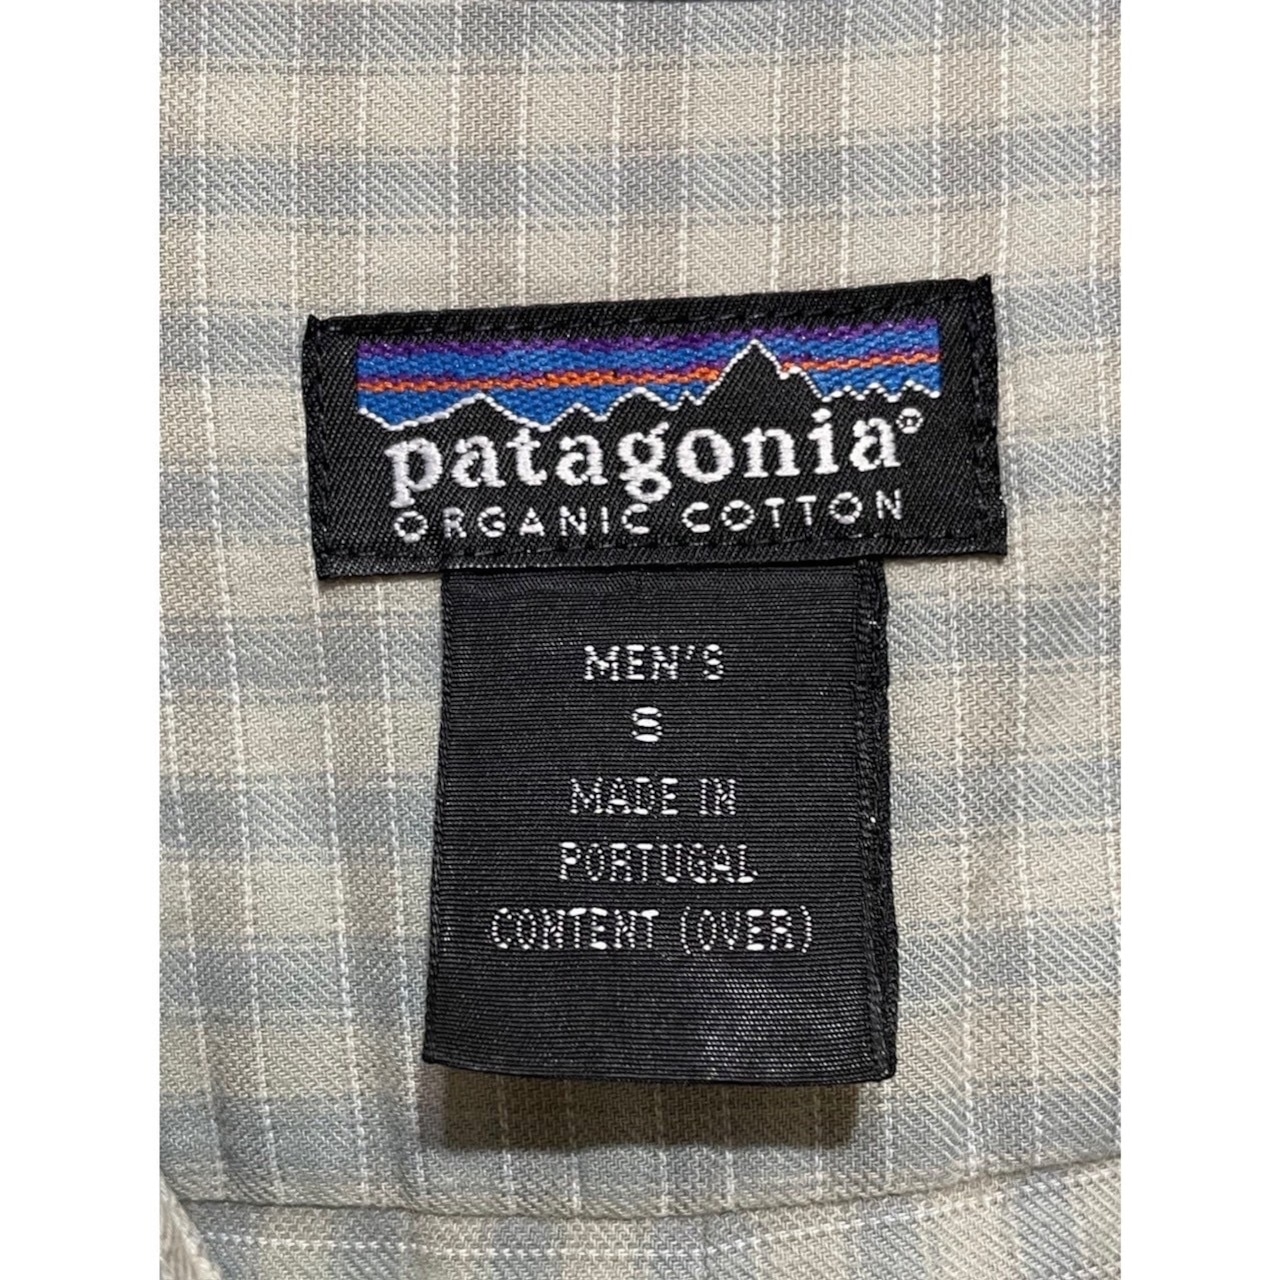 patagonia®
ORGANIC COTTON
MEN'S
S
MADE IN
PORTUGAL
CONTENT (OVER)